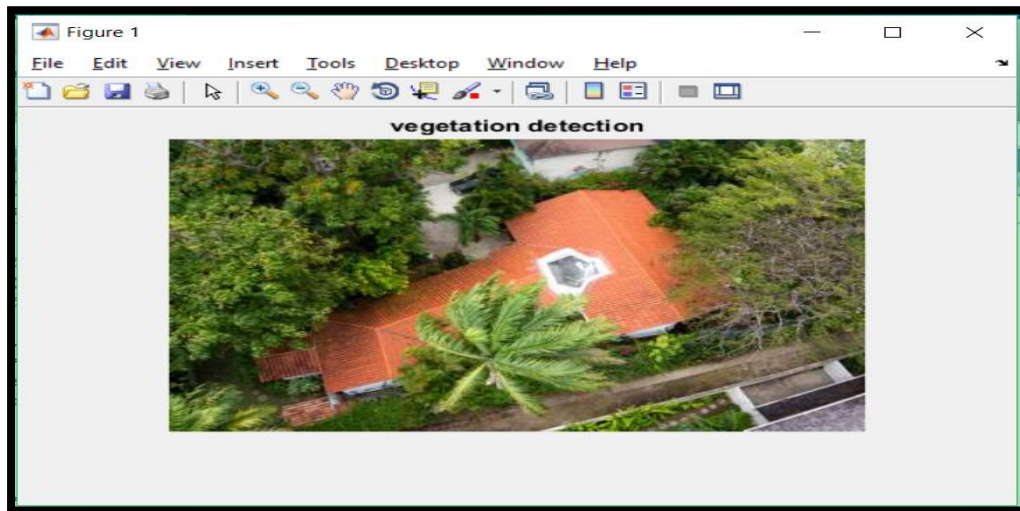 Figure 1
File Edit View Insert Tools Desktop Window Help
vegetation detection